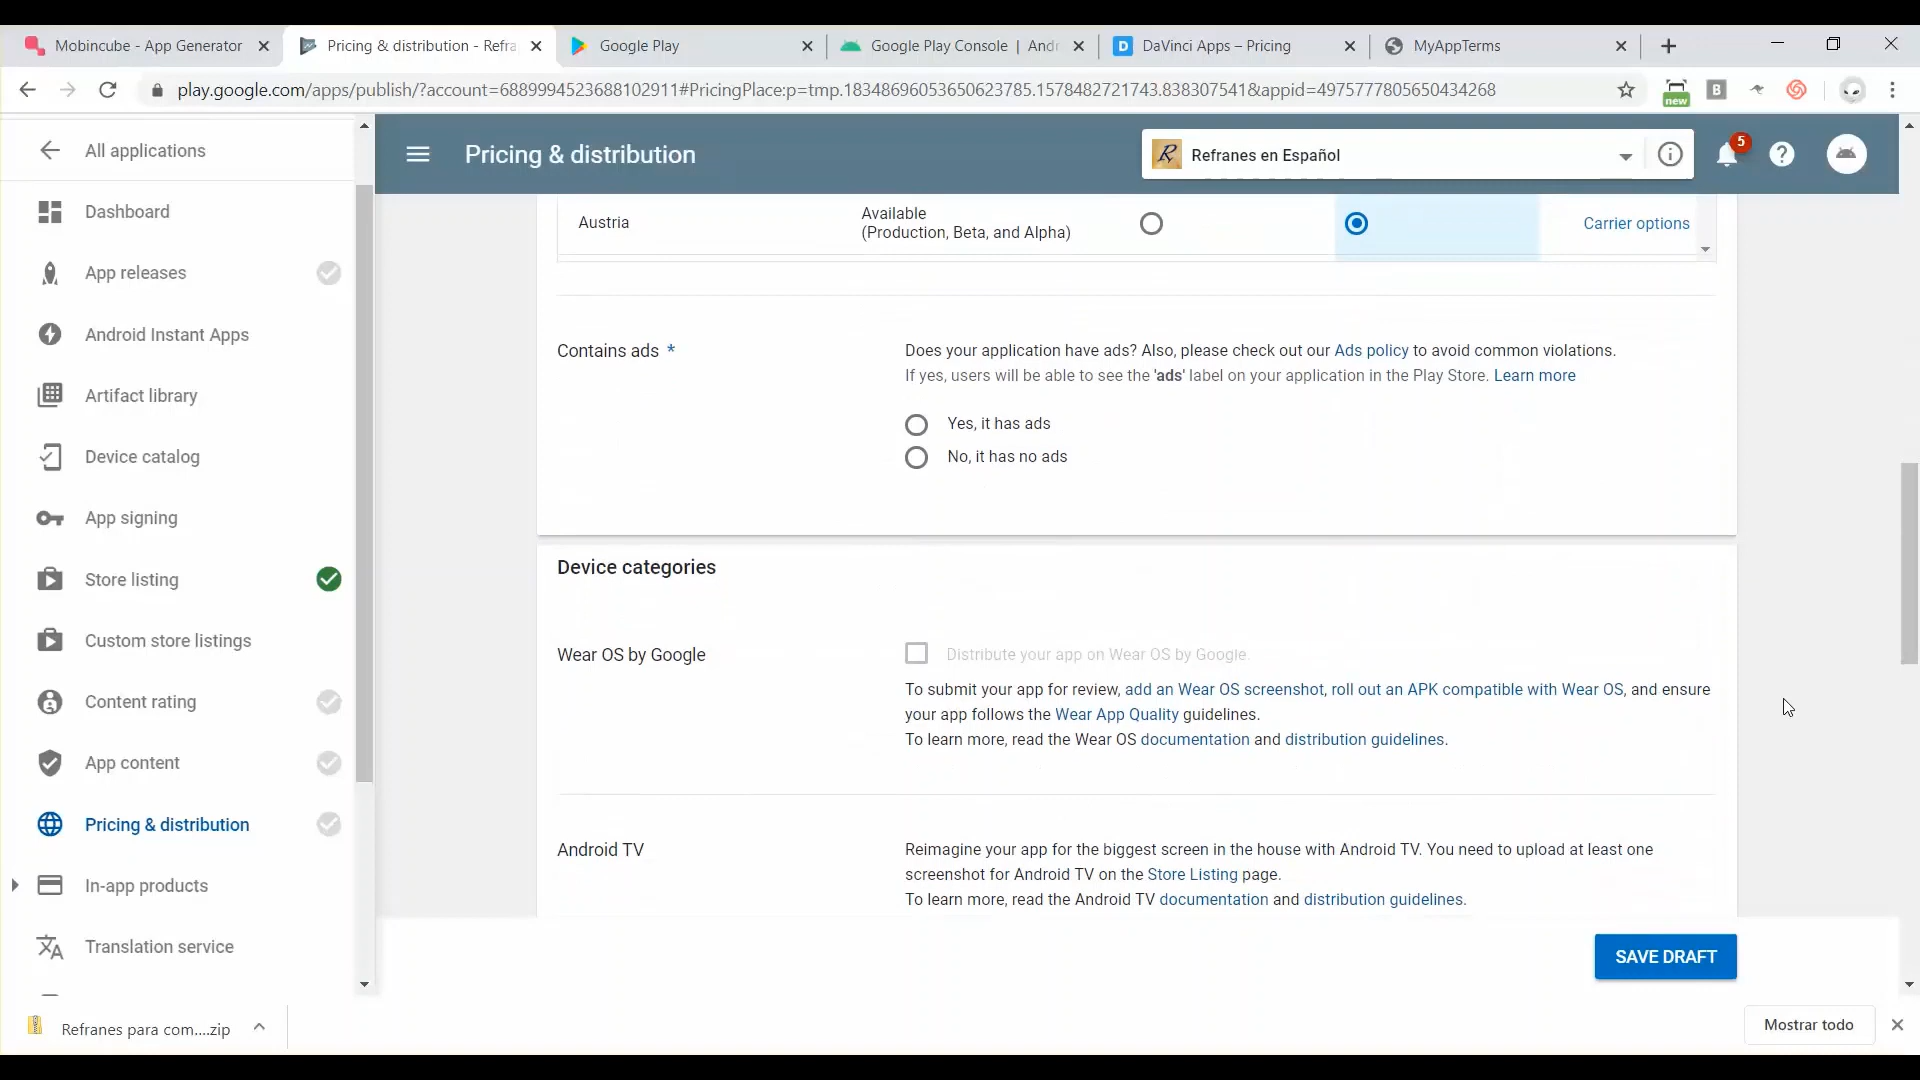 Mobincube - App Generator
Pricing & distribution - Refra
Google Play
Google Play Console | Andr
DaVinci Apps – Pricing
MyAppTerms
play.google.com/apps/publish/?account=6889994523688102911#PricingPlace:p=tmp.18348696053650623785.1578482721743.838307541&appid=4975777805650434268
new
B
All applications
Pricing & distribution
R
Refranes en Español
5
Dashboard
App releases
Android Instant Apps
Artifact library
Device catalog
App signing
Store listing
Custom store listings
Content rating
App content
Pricing & distribution
In-app products
Translation service
Austria
Available
(Production, Beta, and Alpha)
Carrier options
Contains ads *
Does your application have ads? Also, please check out our Ads policy to avoid common violations.
If yes, users will be able to see the 'ads' label on your application in the Play Store. Learn more
Yes, it has ads
No, it has no ads
Device categories
Wear OS by Google
Distribute your app on Wear OS by Google.
To submit your app for review, add an Wear OS screenshot, roll out an APK compatible with Wear OS, and ensure
your app follows the Wear App Quality guidelines.
To learn more, read the Wear OS documentation and distribution guidelines.
Android TV
Reimagine your app for the biggest screen in the house with Android TV. You need to upload at least one
screenshot for Android TV on the Store Listing page.
To learn more, read the Android TV documentation and distribution guidelines.
SAVE DRAFT
Refranes para com....zip
Mostrar todo